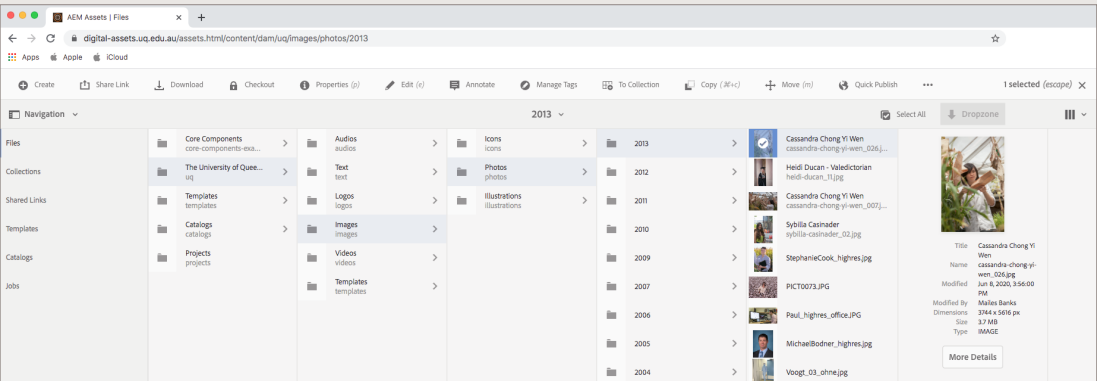 AEM Assets | Files
digital-assets.uq.edu.au/assets.html/content/dam/uq/images/photos/2013
Apps Apple iCloud
Create Share Link Download Checkout Properties (p) Edit (e) Annotate Manage Tags To Collection Copy (⌘+c) Move (m) Quick Publish ••• 1 selected (escape)
Navigation 2013 Select All Dropzone
Files
Collections
Shared Links
Templates
Catalogs
Jobs
Core Components
core-components-exa...
The University of Quee...
uq
Templates
templates
Catalogs
catalogs
Projects
projects
Audios
audios
Text
text
Logos
logos
Images
images
Videos
videos
Templates
templates
Icons
icons
Photos
photos
Illustrations
illustrations
2013
2012
2011
2010
2009
2007
2006
2005
2004
Cassandra Chong Yi Wen
cassandra-chong-yi-wen_026.j...
Heidi Ducan - Valedictorian
heidi-ducan_11.jpg
Cassandra Chong Yi Wen
cassandra-chong-yi-wen_007.j...
Sybilla Casinader
sybilla-casinader_02.jpg
StephanieCook_highres.jpg
PICT0073.JPG
Paul_highres_office.JPG
MichaelBodner_highres.jpg
Voogt_03_ohne.jpg
Title Cassandra Chong Yi
Wen
Name cassandra-chong-yi-
wen_026.jpg
Modified Jun 8, 2020, 3:56:00
PM
Modified By Mailes Banks
Dimensions 3744 x 5616 px
Size 3.7 MB
Type IMAGE
More Details